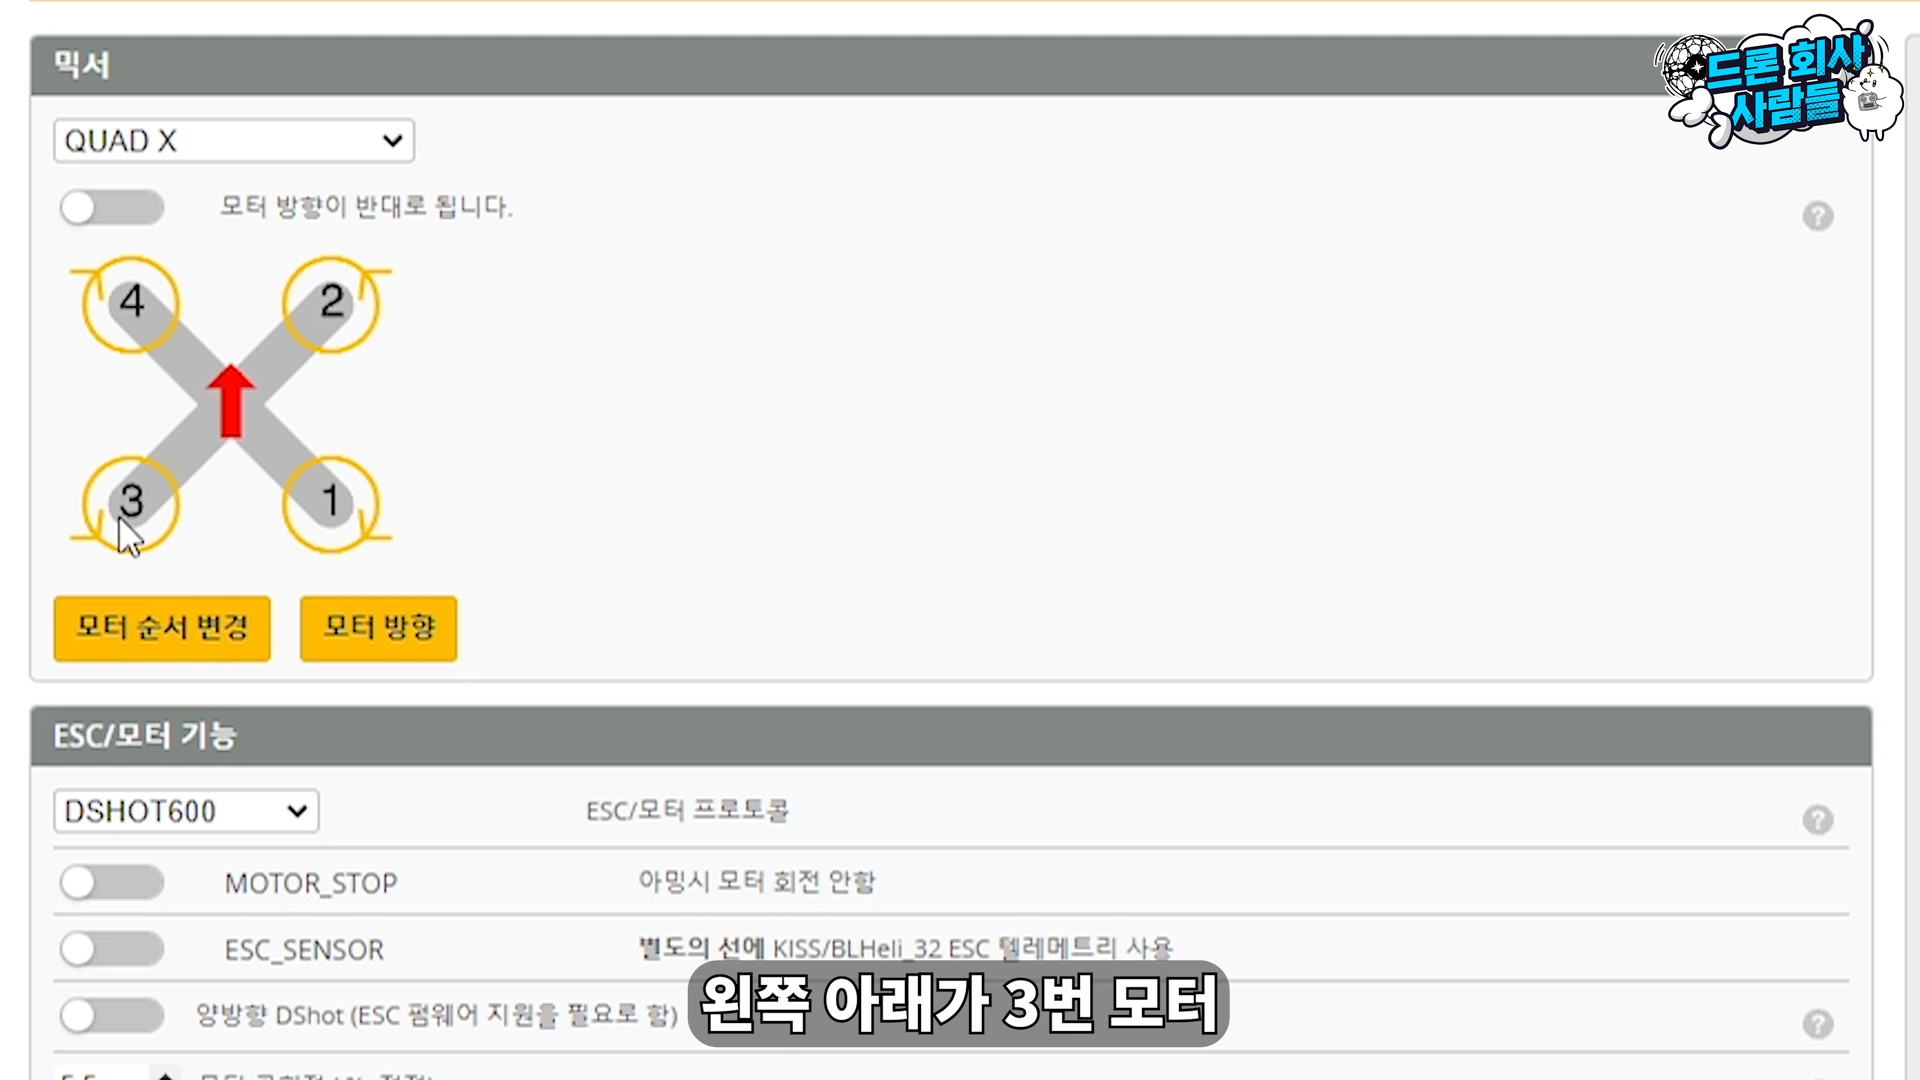 믹서
드론 회사
사람들
QUAD X
모터 방향이 반대로 됩니다.
?
4
2
3
1
모터 순서 변경
모터 방향
ESC/모터 기능
DSHOT600
ESC/모터 프로토콜
?
MOTOR_STOP
아밍시 모터 회전 안함
ESC_SENSOR
별도의 선에 KISS/BLHeli_32 ESC 텔레메트리 사용
양방향 DShot (ESC 펌웨어 지원을 필요로 함)
?
왼쪽 아래가 3번 모터